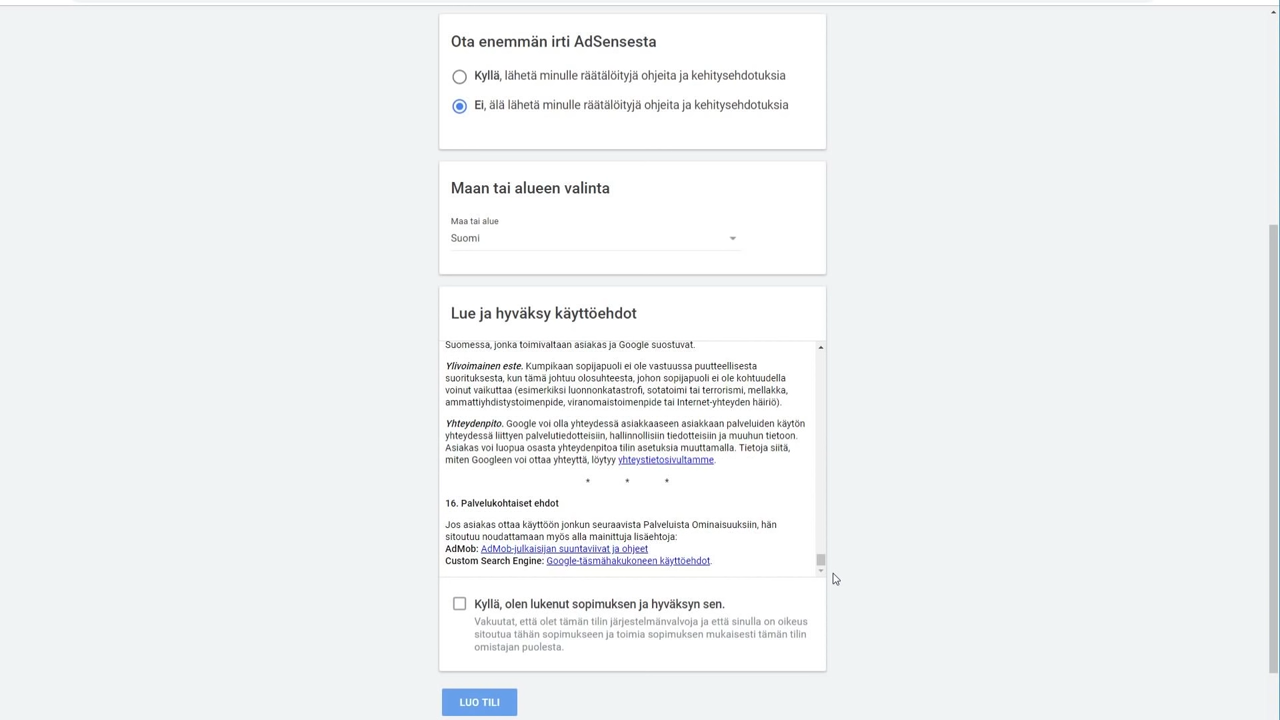 Ota enemmän irti AdSensesta
Kyllä, lähetä minulle räätälöityjä ohjeita ja kehitysehdotuksia
Ei, älä lähetä minulle räätälöityjä ohjeita ja kehitysehdotuksia
Maan tai alueen valinta
Maa tai alue
Suomi
Lue ja hyväksy käyttöehdot
Suomessa, jonka toimivaltaan asiakas ja Google suostuvat.
Ylivoimainen este. Kumpikaan sopijapuoli ei ole vastuussa puutteellisesta
suorituksesta, kun tämä johtuu olosuhteesta, johon sopijapuoli ei ole kohtuudella
voinut vaikuttaa (esimerkiksi luonnonkatastrofi, sotatoimi tai terrorismi, mellakka,
ammattiyhdistystoimenpide, viranomaistoimenpide tai Internet-yhteyden häiriö).
Yhteydenpito. Google voi olla yhteydessä asiakkaaseen asiakkaan palveluiden käytön
yhteydessä liittyen palvelutiedotteisiin, hallinnollisiin tiedotteisiin ja muuhun tietoon.
Asiakas voi luopua osasta yhteydenpitoa tilin asetuksia muuttamalla. Tietoja siitä,
miten Googleen voi ottaa yhteyttä, löytyy yhteystietosivultamme.
* * *
16. Palvelukohtaiset ehdot
Jos asiakas ottaa käyttöön jonkun seuraavista Palveluista Ominaisuuksiin, hän
sitoutuu noudattamaan myös alla mainittuja lisäehtoja:
AdMob: AdMob-julkaisijan suuntaviivat ja ohjeet
Custom Search Engine: Google-täsmähakukoneen käyttöehdot.
Kyllä, olen lukenut sopimuksen ja hyväksyn sen.
Vakuutat, että olet tämän tilin järjestelmänvalvoja ja että sinulla on oikeus
sitoutua tähän sopimukseen ja toimia sopimuksen mukaisesti tämän tilin
omistajan puolesta.
LUO TILI